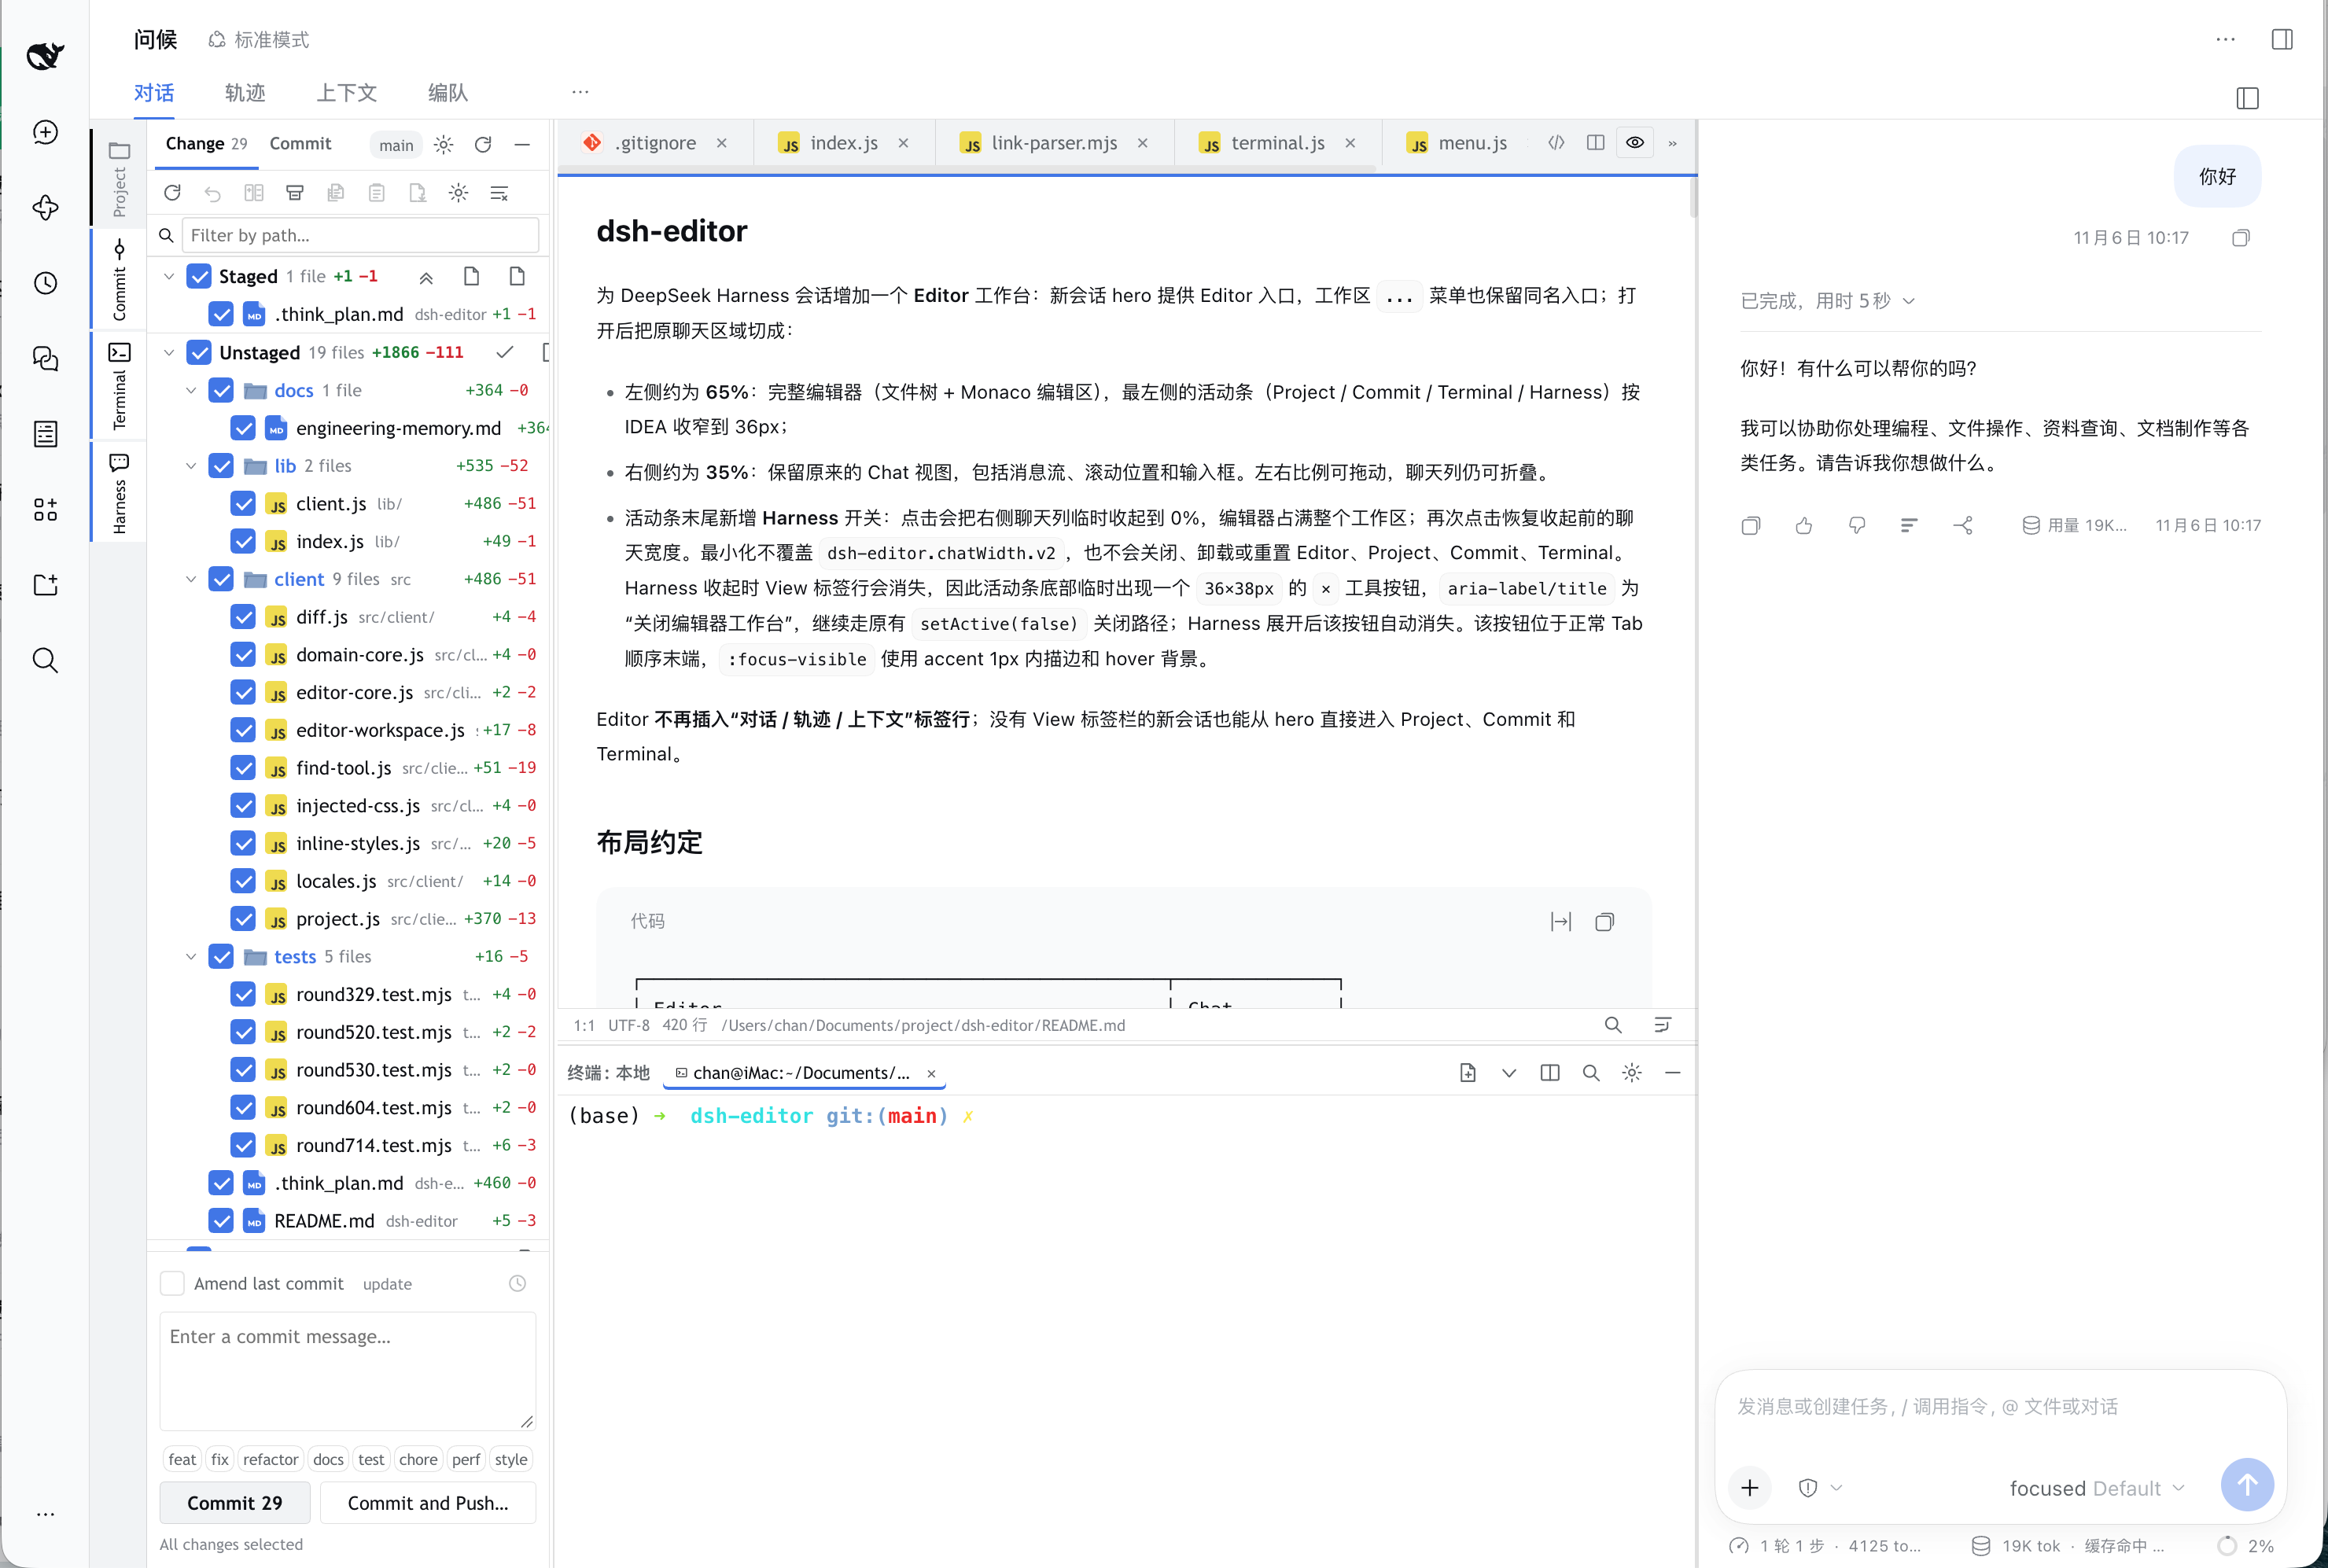 问候 标准模式
对话 轨迹 上下文 编队 ...
Project
Commit
Terminal
Harness
Change 29 Commit main
Filter by path...
Staged 1 file +1 −1
.think_plan.md dsh-editor +1 −1
Unstaged 19 files +1866 −111
docs 1 file +364 −0
engineering-memory.md
lib 2 files +535 −52
client.js lib/ +486 −51
index.js lib/ +49 −1
client 9 files src +486 −51
diff.js src/client/ +4 −4
domain-core.js src/cl... +4 −0
editor-core.js src/cli... +2 −2
editor-workspace.js +17 −8
find-tool.js src/clie... +51 −19
injected-css.js src/cl... +4 −0
inline-styles.js src/... +20 −5
locales.js src/client/ +14 −0
project.js src/clie... +370 −13
tests 5 files +16 −5
round329.test.mjs t... +4 −0
round520.test.mjs t... +2 −2
round530.test.mjs t... +2 −0
round604.test.mjs t... +2 −0
round714.test.mjs t... +6 −3
.think_plan.md dsh-e... +460 −0
README.md dsh-editor +5 −3
Amend last commit update
Enter a commit message...
feat fix refactor docs test chore perf style
Commit 29 Commit and Push...
All changes selected
.gitignore × index.js × link-parser.mjs × terminal.js × menu.js
dsh-editor
为 DeepSeek Harness 会话增加一个 Editor 工作台：新会话 hero 提供 Editor 入口，工作区 ... 菜单也保留同名入口；打
开后把原聊天区域切成：
• 左侧约为 65%：完整编辑器（文件树 + Monaco 编辑区），最左侧的活动条（Project / Commit / Terminal / Harness）按
IDEA 收窄到 36px；
• 右侧约为 35%：保留原来的 Chat 视图，包括消息流、滚动位置和输入框。左右比例可拖动，聊天列仍可折叠。
• 活动条末尾新增 Harness 开关：点击会把右侧聊天列临时收起到 0%，编辑器占满整个工作区；再次点击恢复收起前的聊
天宽度。最小化不覆盖 dsh-editor.chatWidth.v2 ，也不会关闭、卸载或重置 Editor、Project、Commit、Terminal。
Harness 收起时 View 标签行会消失，因此活动条底部临时出现一个 36×38px 的 × 工具按钮， aria-label/title 为
“关闭编辑器工作台”，继续走原有 setActive(false) 关闭路径；Harness 展开后该按钮自动消失。该按钮位于正常 Tab
顺序末端， :focus-visible 使用 accent 1px 内描边和 hover 背景。
Editor 不再插入“对话 / 轨迹 / 上下文”标签行；没有 View 标签栏的新会话也能从 hero 直接进入 Project、Commit 和
Terminal。
布局约定
代码
Editor Chat
1:1 UTF-8 420 行 /Users/chan/Documents/project/dsh-editor/README.md
终端: 本地 chan@iMac:~/Documents/... ×
(base) ➜ dsh-editor git:(main) ✗
你好
11月6日 10:17
已完成，用时 5秒
你好！有什么可以帮你的吗？
我可以协助你处理编程、文件操作、资料查询、文档制作等各
类任务。请告诉我你想做什么。
用量 19K... 11月6日 10:17
发消息或创建任务, / 调用指令, @ 文件或对话
focused Default
1 轮 1 步 · 4125 to... 19K tok · 缓存命中 ... 2%